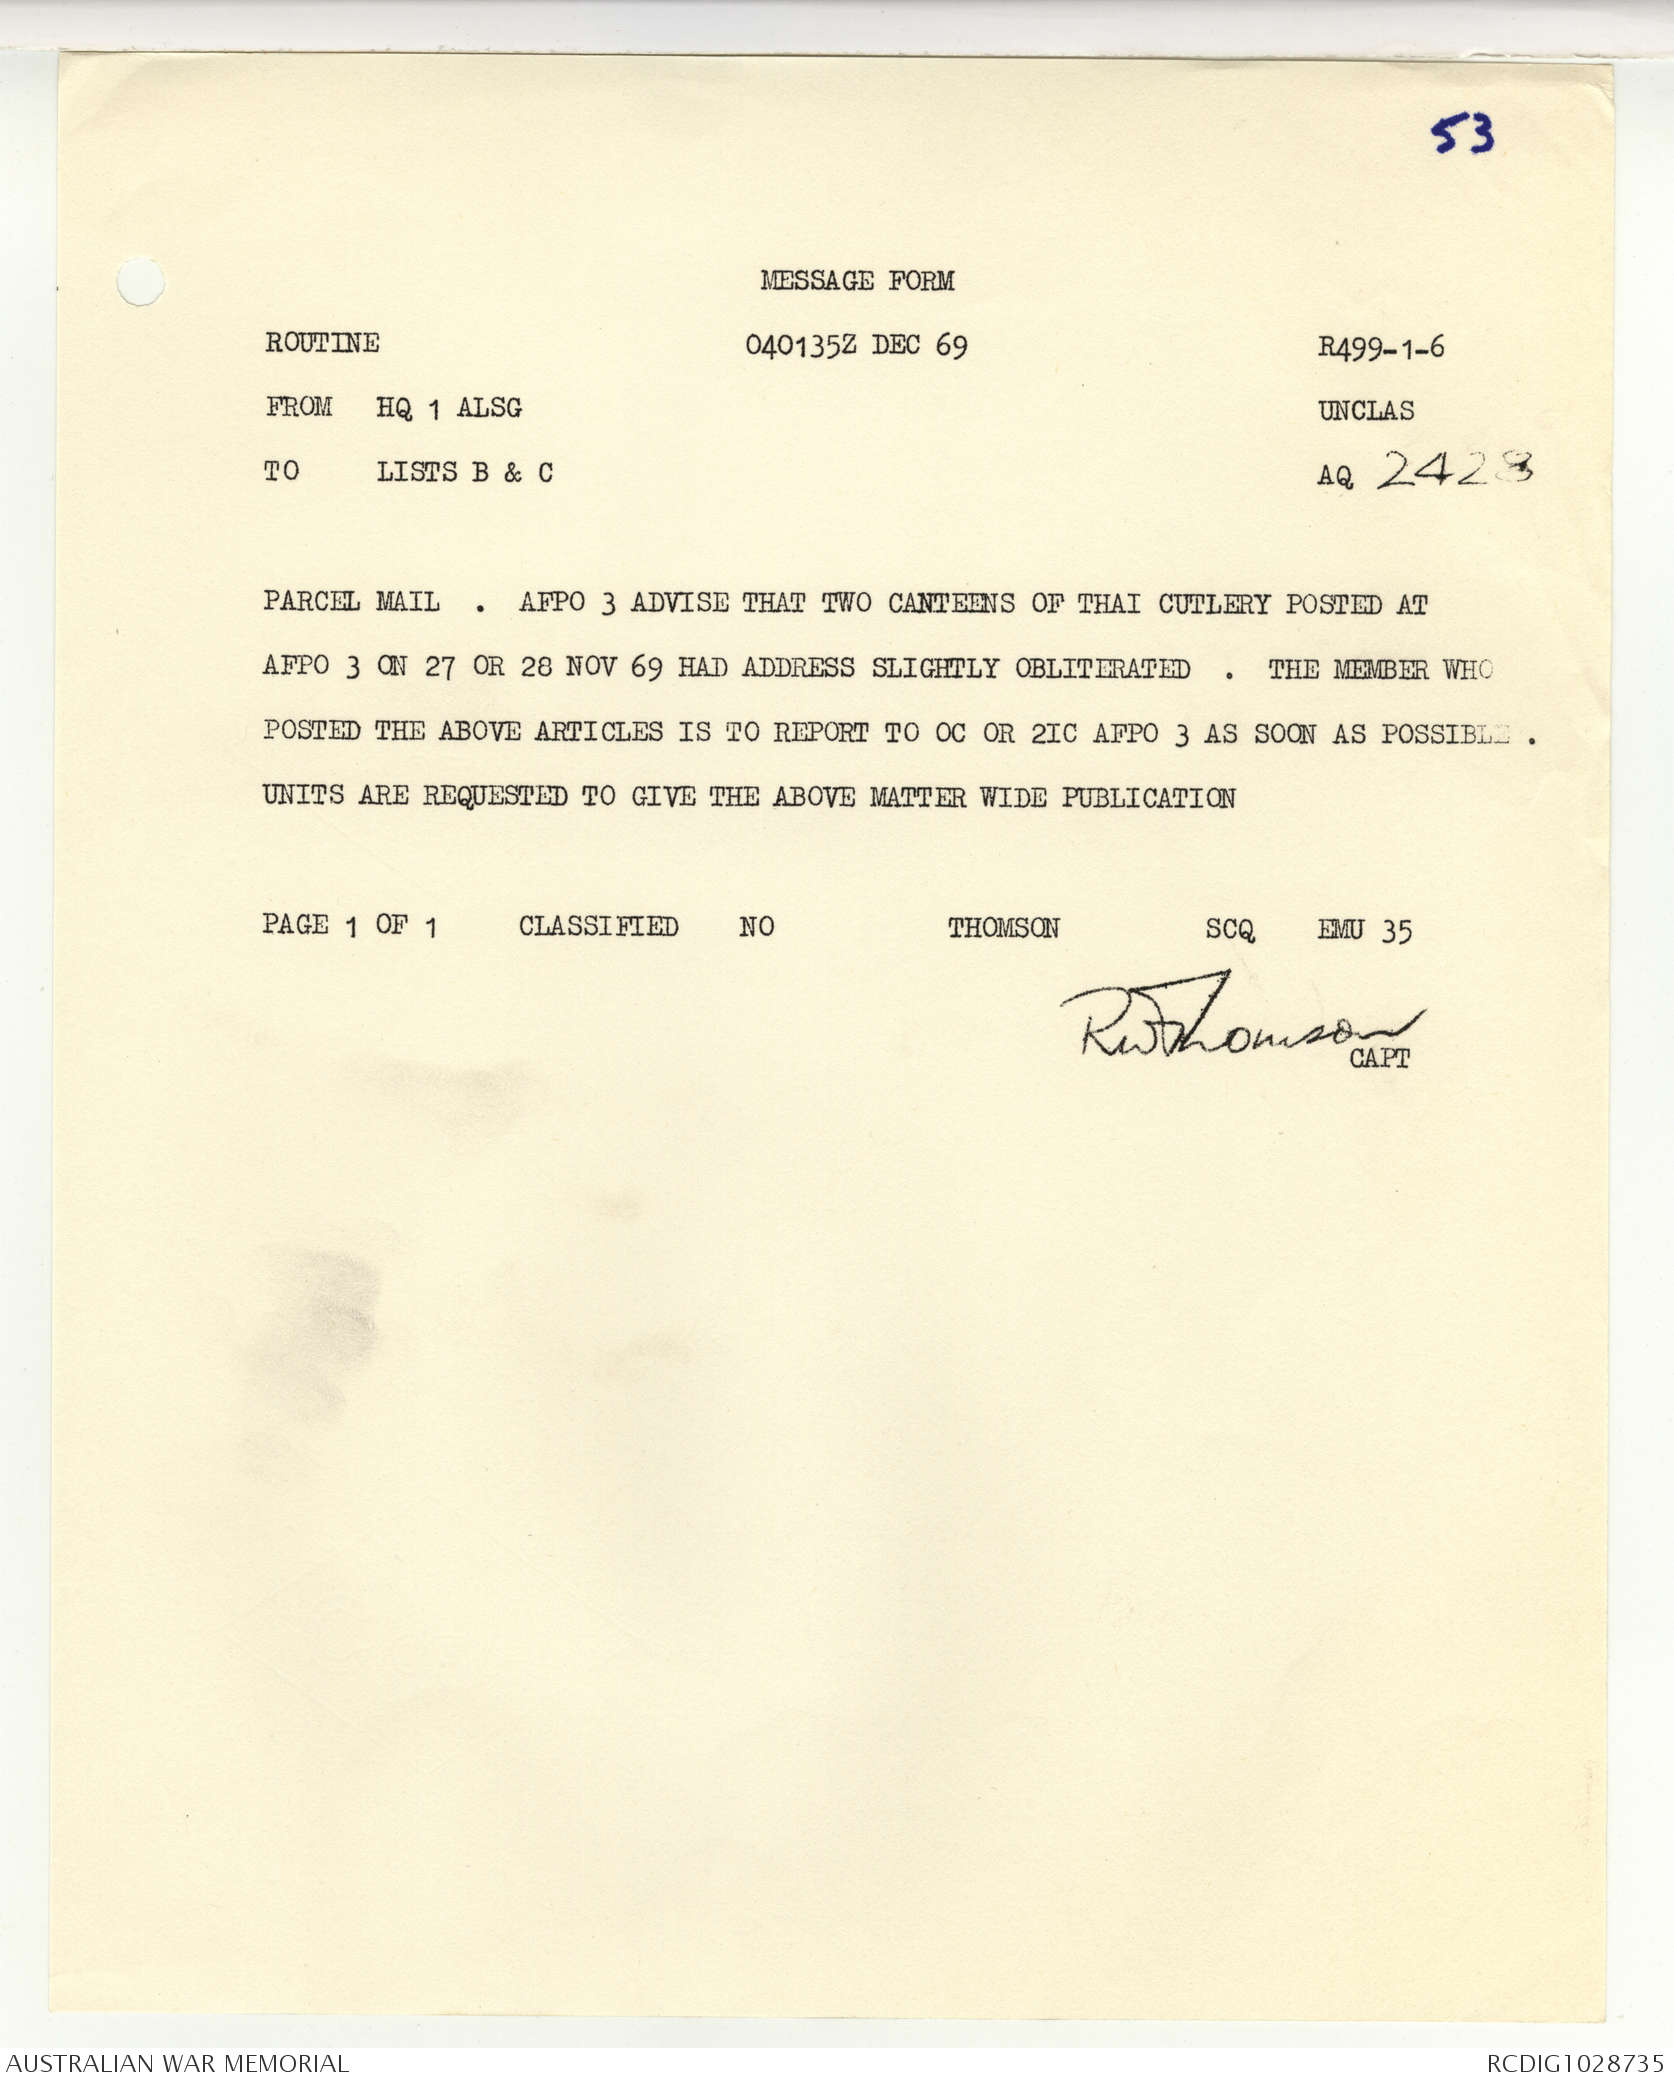 53
MESSAGE FORM
ROUTINE 040135Z DEC 69 R499-1-6
FROM HQ 1 ALSG UNCLAS
TO LISTS B & C AQ 2428
PARCEL MAIL . AFPO 3 ADVISE THAT TWO CANTEENS OF THAI CUTLERY POSTED AT
AFPO 3 ON 27 OR 28 NOV 69 HAD ADDRESS SLIGHTLY OBLITERATED . THE MEMBER WHO
POSTED THE ABOVE ARTICLES IS TO REPORT TO OC OR 2IC AFPO 3 AS SOON AS POSSIBLE .
UNITS ARE REQUESTED TO GIVE THE ABOVE MATTER WIDE PUBLICATION
PAGE 1 OF 1 CLASSIFIED NO THOMSON SCQ EMU 35
RW Thomson
CAPT
AUSTRALIAN WAR MEMORIAL RCDIG1028735